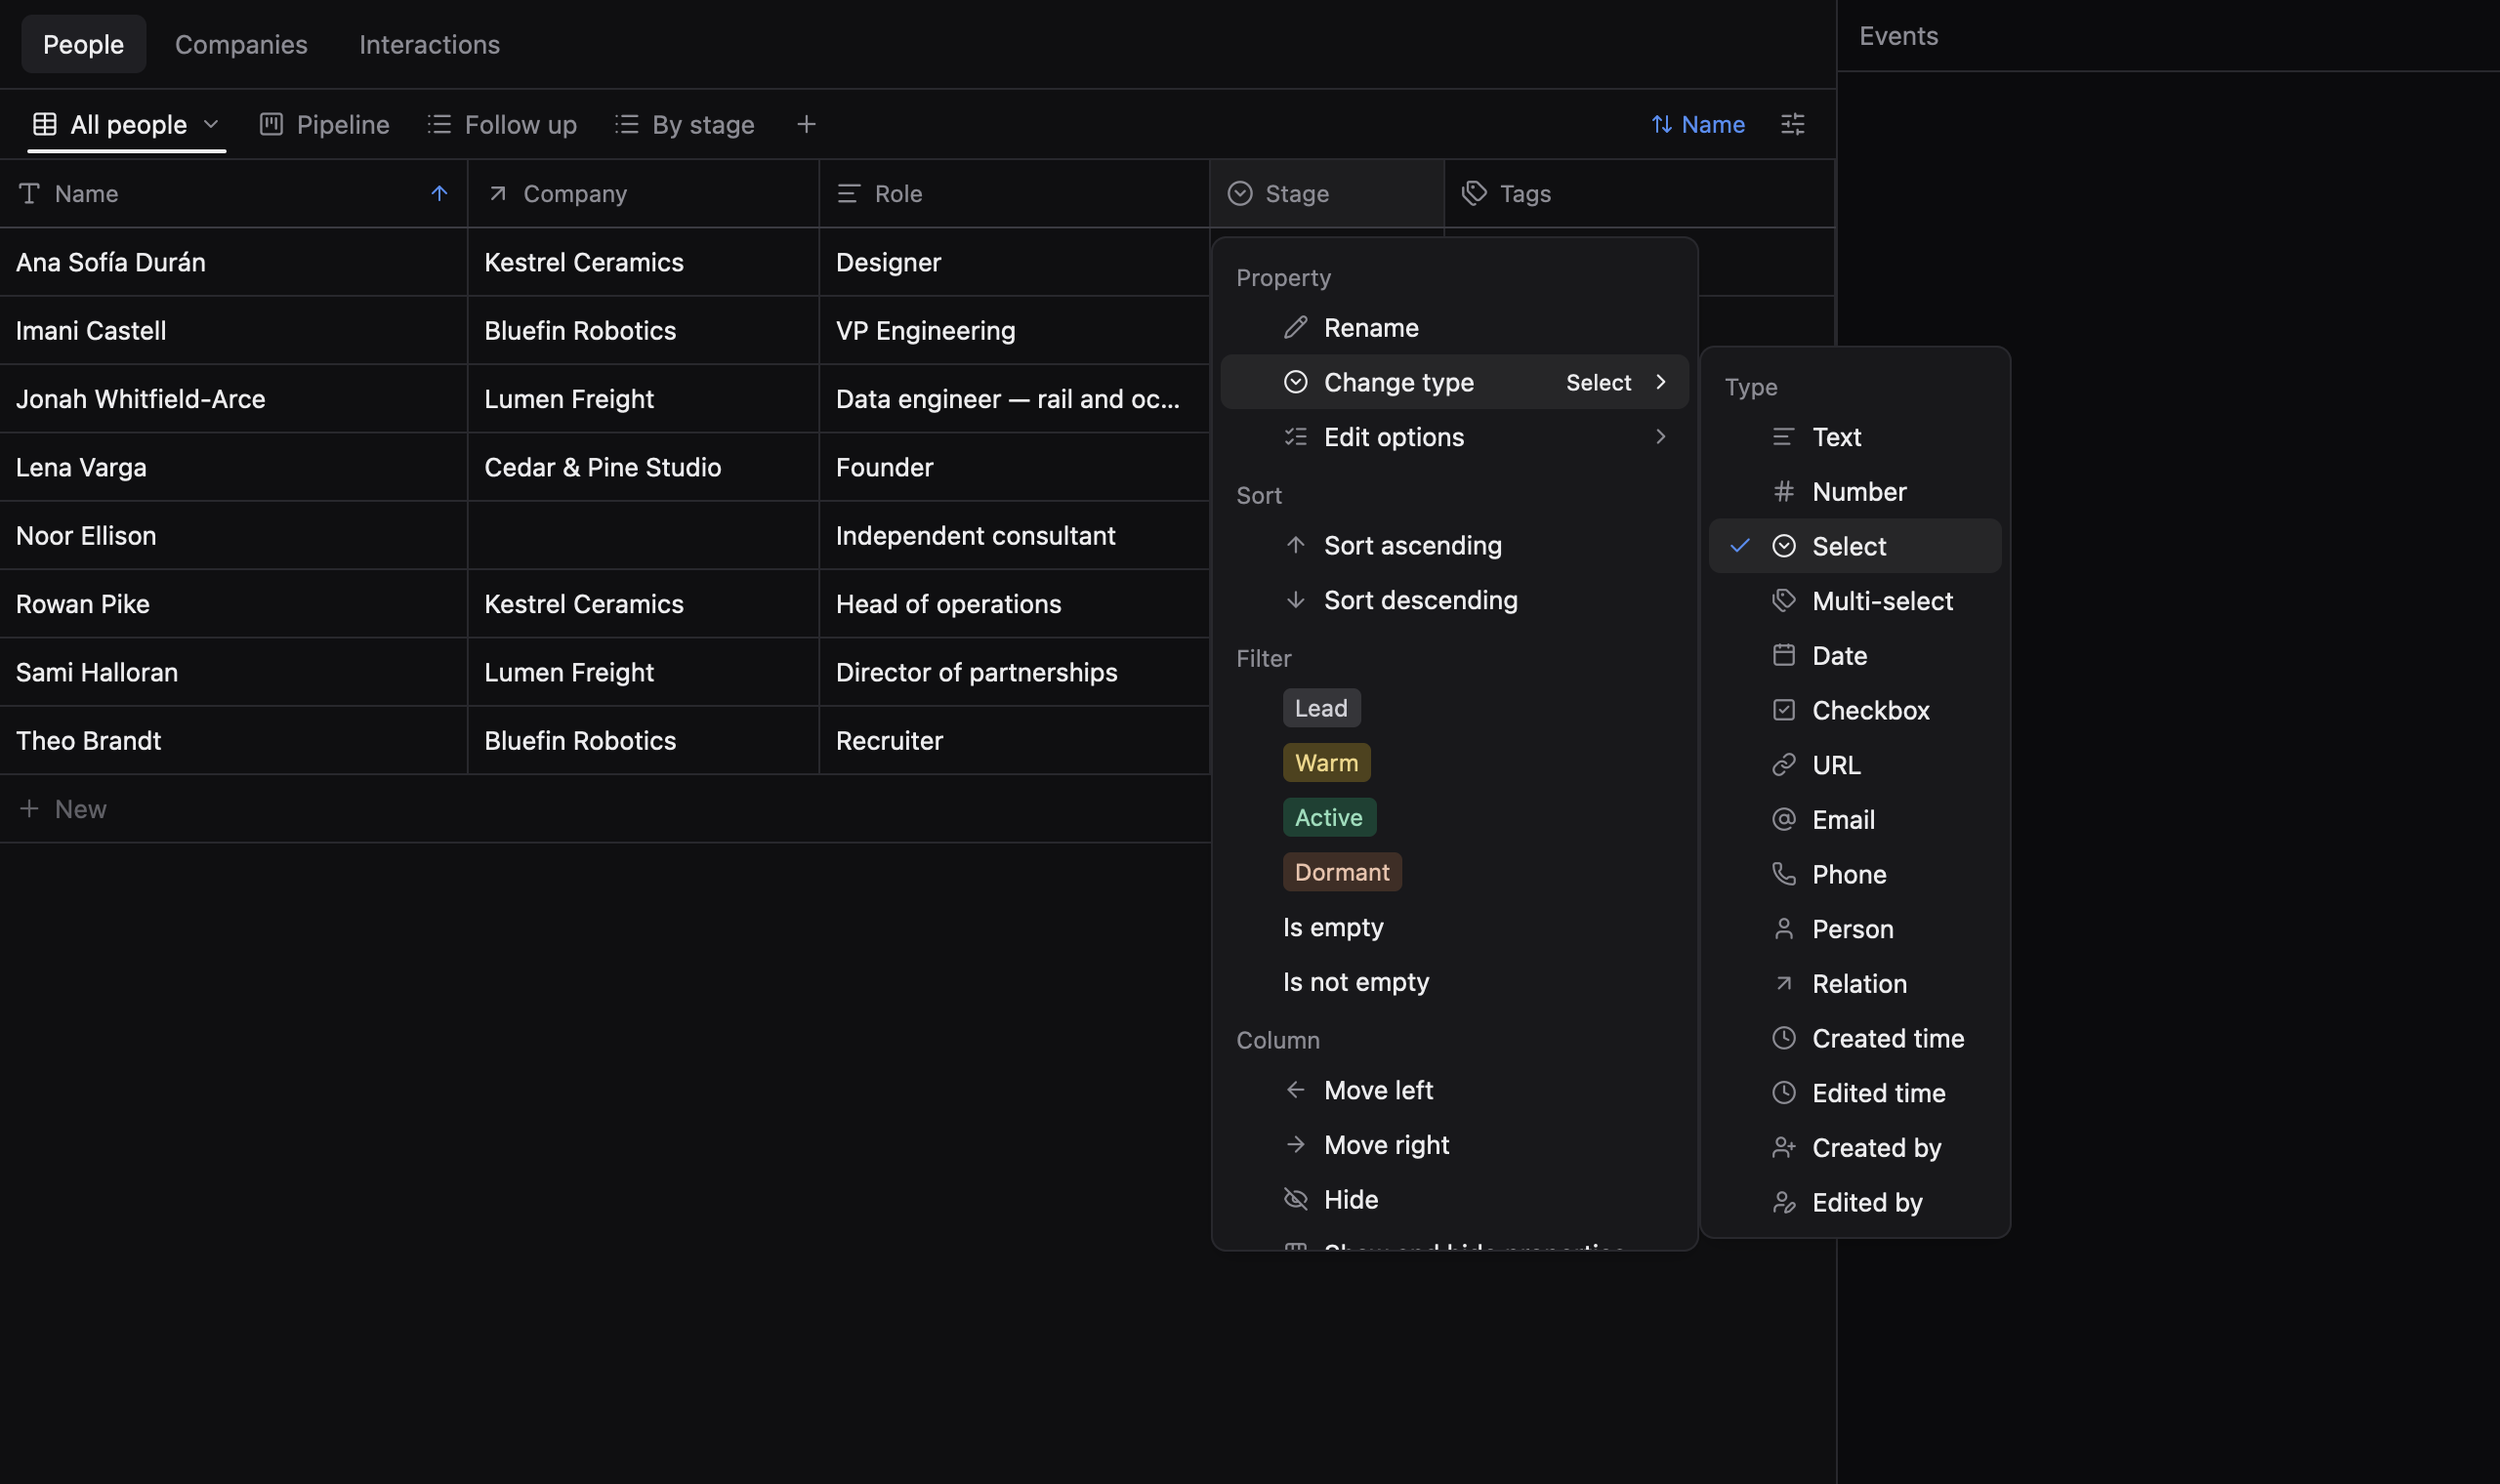 People Companies Interactions
Events
All people Pipeline Follow up By stage
Name
Name Company Role Stage Tags
Ana Sofía Durán Kestrel Ceramics Designer
Imani Castell Bluefin Robotics VP Engineering
Jonah Whitfield-Arce Lumen Freight Data engineer — rail and oc...
Lena Varga Cedar & Pine Studio Founder
Noor Ellison Independent consultant
Rowan Pike Kestrel Ceramics Head of operations
Sami Halloran Lumen Freight Director of partnerships
Theo Brandt Bluefin Robotics Recruiter
New
Property
Rename
Change type Select
Edit options
Sort
Sort ascending
Sort descending
Filter
Lead
Warm
Active
Dormant
Is empty
Is not empty
Column
Move left
Move right
Hide
Show and hide properties
Type
Text
Number
Select
Multi-select
Date
Checkbox
URL
Email
Phone
Person
Relation
Created time
Edited time
Created by
Edited by